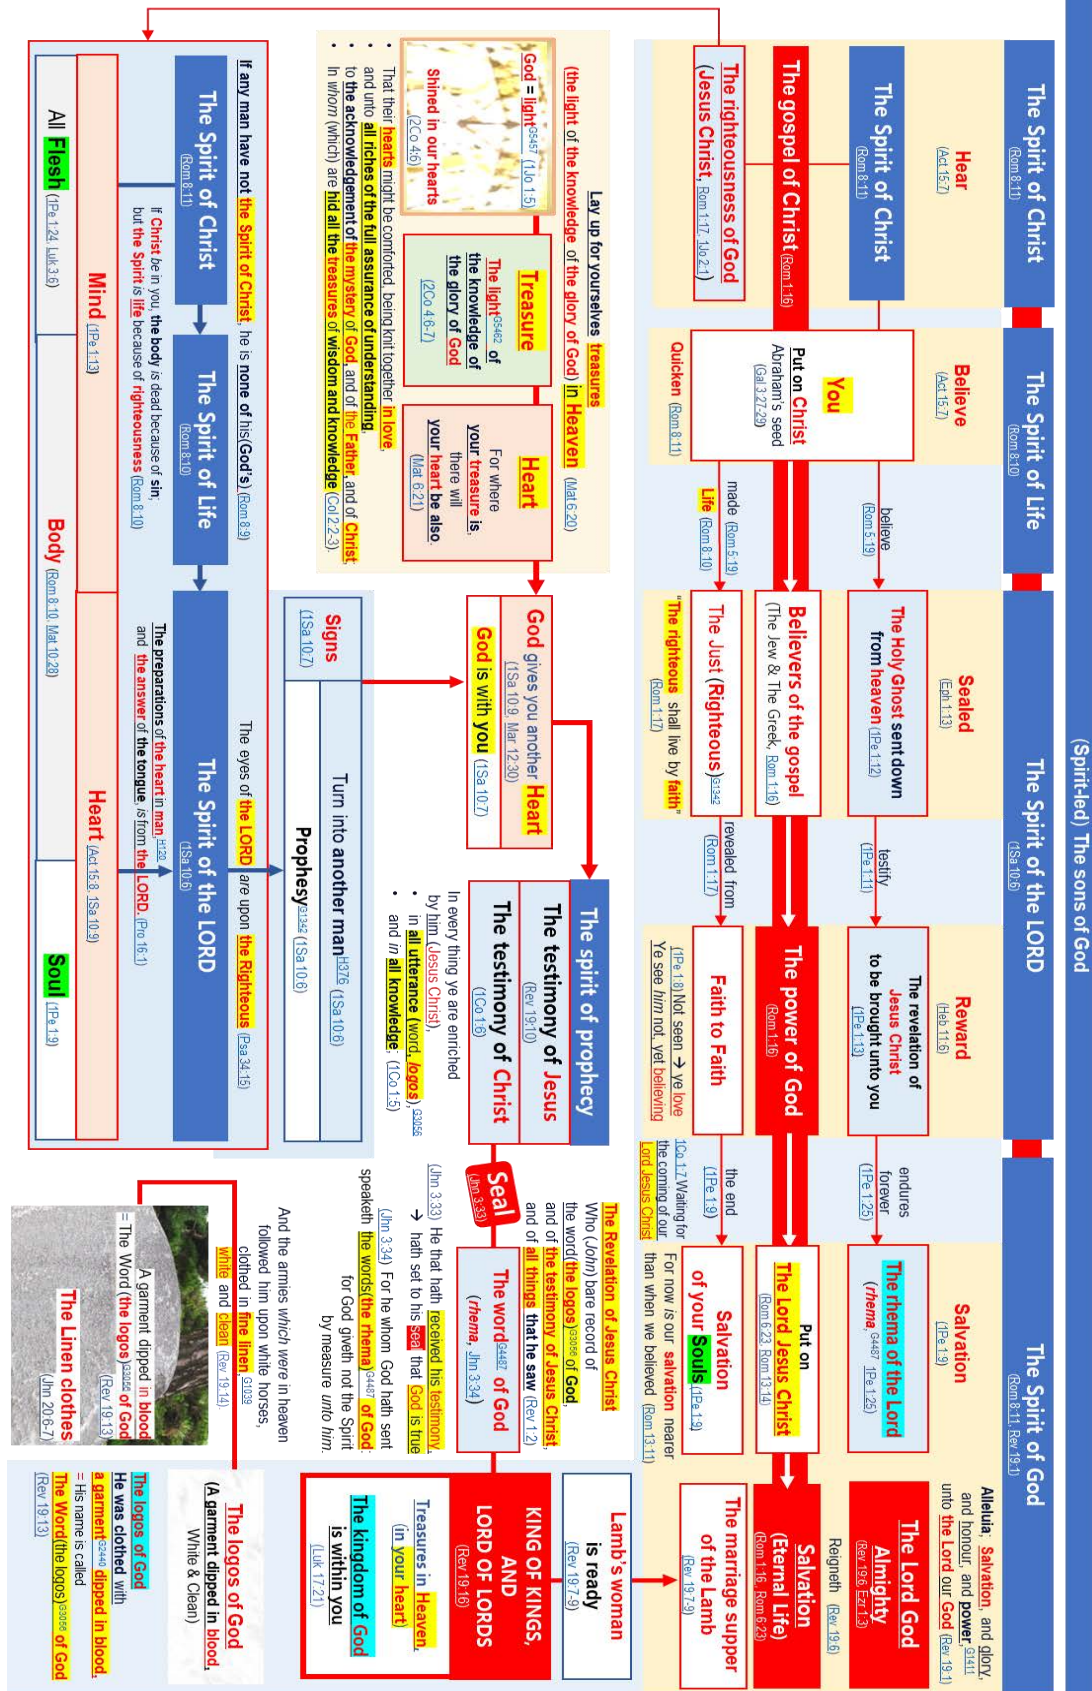 (Spirit-led) The sons of God
The Spirit of Christ
(Rom 8:11)
The Spirit of Life
(Rom 8:10)
The Spirit of the LORD
(1Sa 10:6)
The Spirit of God
(Rom 8:11, Rev 19:1)
Hear
(Act 15:7)
Believe
(Act 15:7)
Sealed
(Eph 1:13)
Reward
(Heb 11:6)
Salvation
(1Pe 1:9)
Alleluia; Salvation, and glory,
and honour, and power, G1411
unto the Lord our God (Rev 19:1)
The Spirit of Christ
(Rom 8:11)
believe
(Rom 5:19)
The Holy Ghost sent down
from heaven (1Pe 1:12)
testify
(1Pe 1:11)
The revelation of
Jesus Christ
to be brought unto you
(1Pe 1:13)
endures
forever
(1Pe 1:25)
The rhema of the Lord
(rhema, G4487 1Pe 1:25)
The Lord God
Almighty
(Rev 19:6, Ezr 1:3)
Reigneth (Rev 19:6)
The gospel of Christ (Rom 1:16)
You
Put on Christ
Abraham's seed
(Gal 3:27-29)
Believers of the gospel
(The Jew & The Greek, Rom 1:16)
The power of God
(Rom 1:16)
Put on
The Lord Jesus Christ
(Rom 6:23, Rom 13:14)
Salvation
(Eternal Life)
(Rom 1:16, Rom 6:23)
The righteousness of God
(Jesus Christ, Rom 1:17, 1Jo 2:1)
Quicken (Rom 8:11)
made (Rom 5:19)
Life (Rom 8:10)
The Just (Righteous)G1342
"The righteous shall live by faith"
(Rom 1:17)
revealed from
(Rom 1:17)
Faith to Faith
(1Pe 1:8) Not seen → ye love
Ye see him not, yet believing
the end
(1Pe 1:9)
1Co 1:7 Waiting for
the coming of our
Lord Jesus Christ
Salvation
of your Souls (1Pe 1:9)
For now is our salvation nearer
than when we believed (Rom 13:11)
The marriage supper
of the Lamb
(Rev 19:7-9)
Lay up for yourselves treasures
(the light of the knowledge of the glory of God) in Heaven (Mat 6:20)
God = lightG5457 (1Jo 1:5)
Shined in our hearts
(2Co 4:6)
Treasure
The lightG5462 of
the knowledge of
the glory of God
(2Co 4:6-7)
Heart
For where
your treasure is,
there will
your heart be also.
(Mat 6:21)
• That their hearts might be comforted, being knit together in love,
• and unto all riches of the full assurance of understanding,
• to the acknowledgement of the mystery of God, and of the Father, and of Christ;
• In whom (which) are hid all the treasures of wisdom and knowledge (Col 2:2-3).
God gives you another Heart
(1Sa 10:9, Mar 12:30)
God is with you (1Sa 10:7)
The spirit of prophecy
The testimony of Jesus
(Rev 19:10)
The testimony of Christ
(1Co 1:6)
In every thing ye are enriched
by him (Jesus Christ),
• in all utterance (word, logos), G3056
• and in all knowledge; (1Co 1:5)
Seal
(Jhn 3:33)
The Revelation of Jesus Christ
Who (John) bare record of
the word(the logos)G3056 of God,
and of the testimony of Jesus Christ,
and of all things that he saw (Rev 1:2)
The wordG4487 of God
(rhema, Jhn 3:34)
(Jhn 3:33) He that hath received his testimony
→ hath set to his seal that God is true
(Jhn 3:34) For he whom God hath sent
speaketh the words(the rhema)G4487 of God:
for God giveth not the Spirit
by measure unto him.
Lamb's woman
is ready
(Rev 19:7-9)
KING OF KINGS,
AND
LORD OF LORDS
(Rev 19:16)
Treasures in Heaven,
(in your heart)
The kingdom of God
is within you
(Luk 17:21)
Signs
(1Sa 10:7)
Turn into another manH376 (1Sa 10:6)
ProphesyG1342 (1Sa 10:6)
If any man have not the Spirit of Christ, he is none of his(God's) (Rom 8:9)
The eyes of the LORD are upon the Righteous (Psa 34:15)
The Spirit of Christ
(Rom 8:11)
The Spirit of Life
(Rom 8:10)
The Spirit of the LORD
(1Sa 10:6)
If Christ be in you, the body is dead because of sin;
but the Spirit is life because of righteousness (Rom 8:10)
The preparations of the heart in man,H120
and the answer of the tongue, is from the LORD. (Pro 16:1)
Mind (1Pe 1:13)
Heart (Act 15:8, 1Sa 10:9)
All Flesh (1Pe 1:24, Luk 3:6)
Body (Rom 8:10, Mat 10:28)
Soul (1Pe 1:9)
And the armies which were in heaven
followed him upon white horses,
clothed in fine linen,G1039
white and clean (Rev 19:14).
A garment dipped in blood
= The Word (the logos)G3056 of God
(Rev 19:13)
The Linen clothes
(Jhn 20:6-7)
The logos of God
(A garment dipped in blood,
White & Clean)
The logos of God
He was clothed with
a garmentG2440 dipped in blood,
= His name is called
The Word(the logos)G3056 of God
(Rev 19:13)